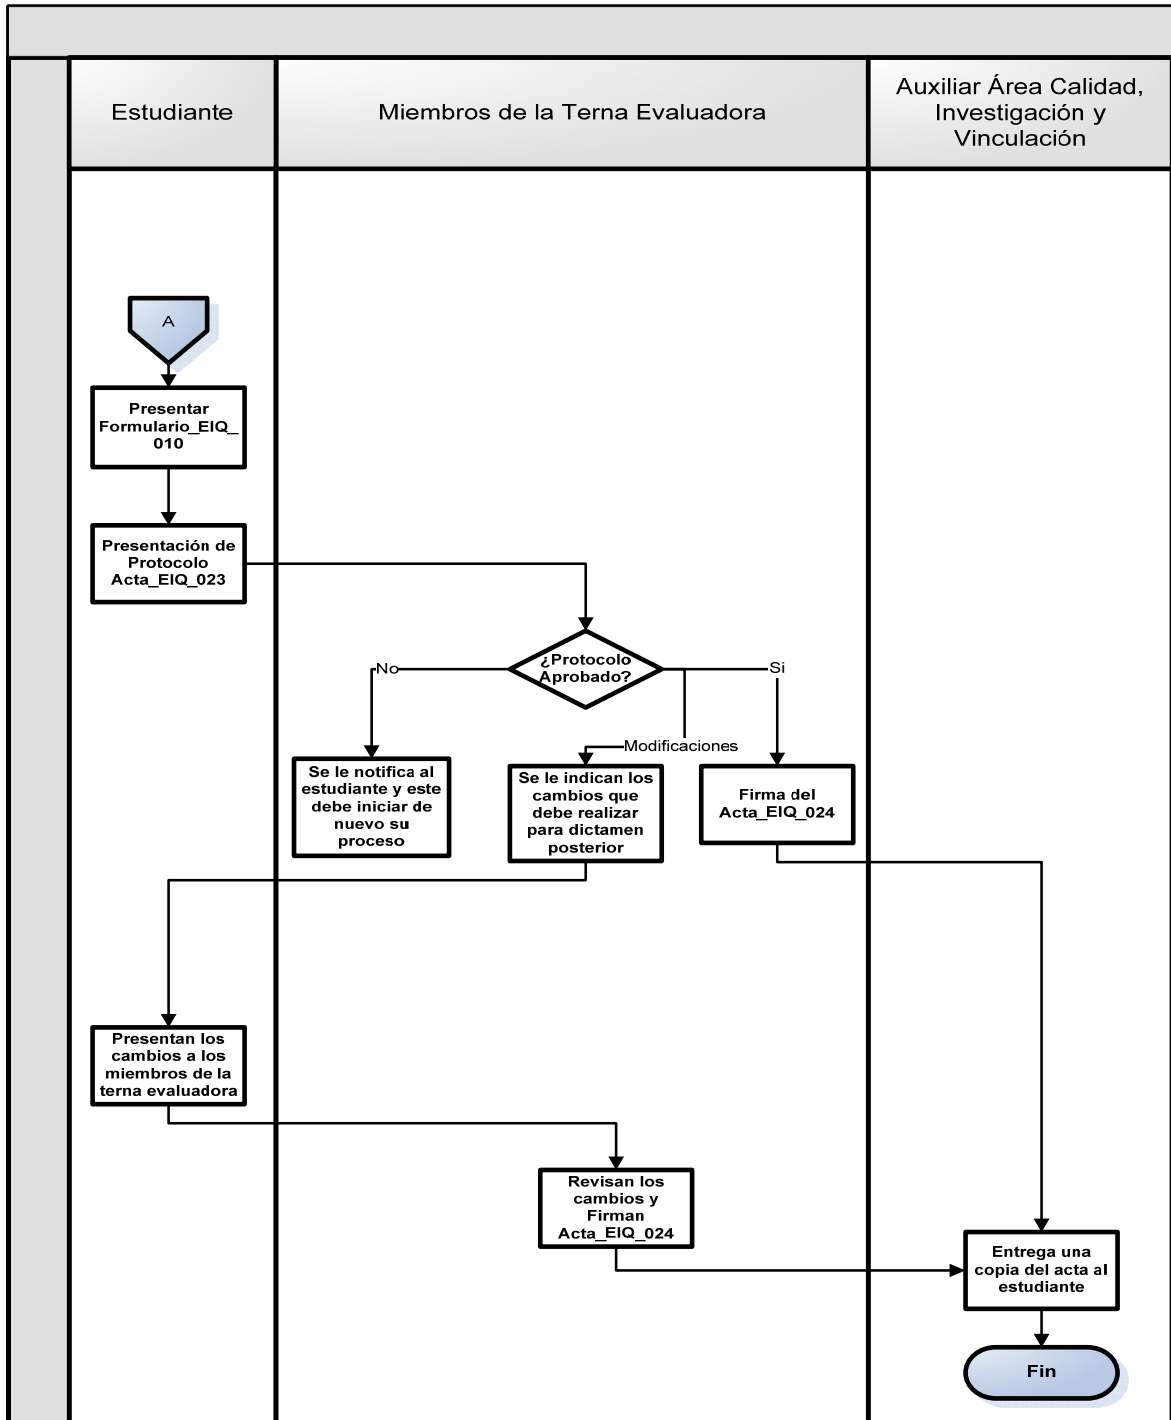 Estudiante
Miembros de la Terna Evaluadora
Auxiliar Área Calidad,
Investigación y
Vinculación
A
Presentar
Formulario_EIQ_
010
Presentación de
Protocolo
Acta_EIQ_023
¿Protocolo
Aprobado?
No
Si
Modificaciones
Se le notifica al
estudiante y este
debe iniciar de
nuevo su
proceso
Se le indican los
cambios que
debe realizar
para dictamen
posterior
Firma del
Acta_EIQ_024
Presentan los
cambios a los
miembros de la
terna evaluadora
Revisan los
cambios y
Firman
Acta_EIQ_024
Entrega una
copia del acta al
estudiante
Fin